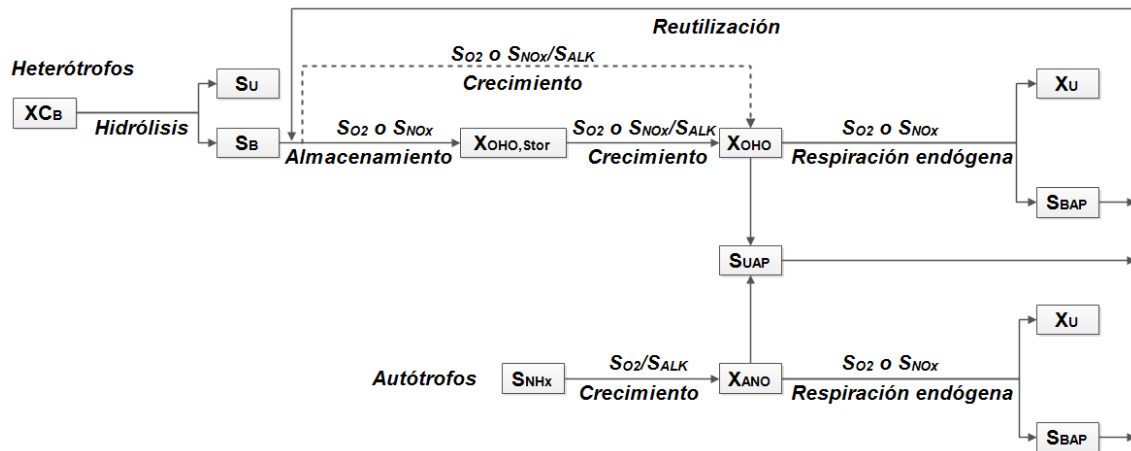 Reutilización
SO2 o SNOx/SALK
Heterótrofos
SU
Crecimiento
XU
XCB
Hidrólisis
SO2 o SNOx
SO2 o SNOx/SALK
SO2 o SNOx
SB
Almacenamiento
XOHO,Stor
Crecimiento
XOHO
Respiración endógena
SBAP
SUAP
XU
SO2/SALK
SO2 o SNOx
Autótrofos
SNHx
Crecimiento
XANO
Respiración endógena
SBAP